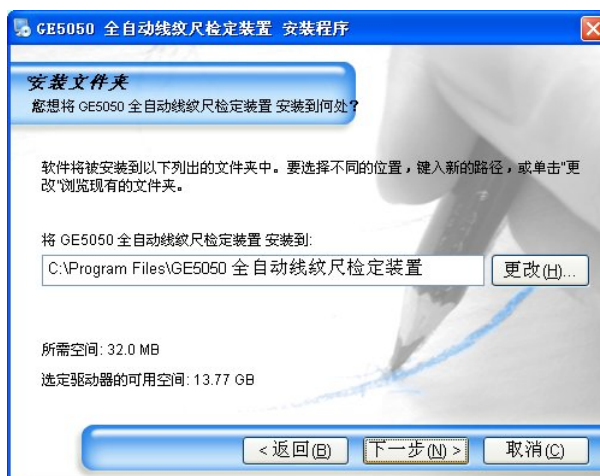 GE5050 全自动线纹尺检定装置 安装程序
安装文件夹
您想将 GE5050 全自动线纹尺检定装置 安装到何处?
软件将被安装到以下列出的文件夹中。要选择不同的位置，键入新的路径，或单击"更
改"浏览现有的文件夹。
将 GE5050 全自动线纹尺检定装置 安装到:
C:\Program Files\GE5050 全自动线纹尺检定装置
更改(H)...
所需空间: 32.0 MB
选定驱动器的可用空间: 13.77 GB
< 返回(B)
下一步(N) >
取消(C)